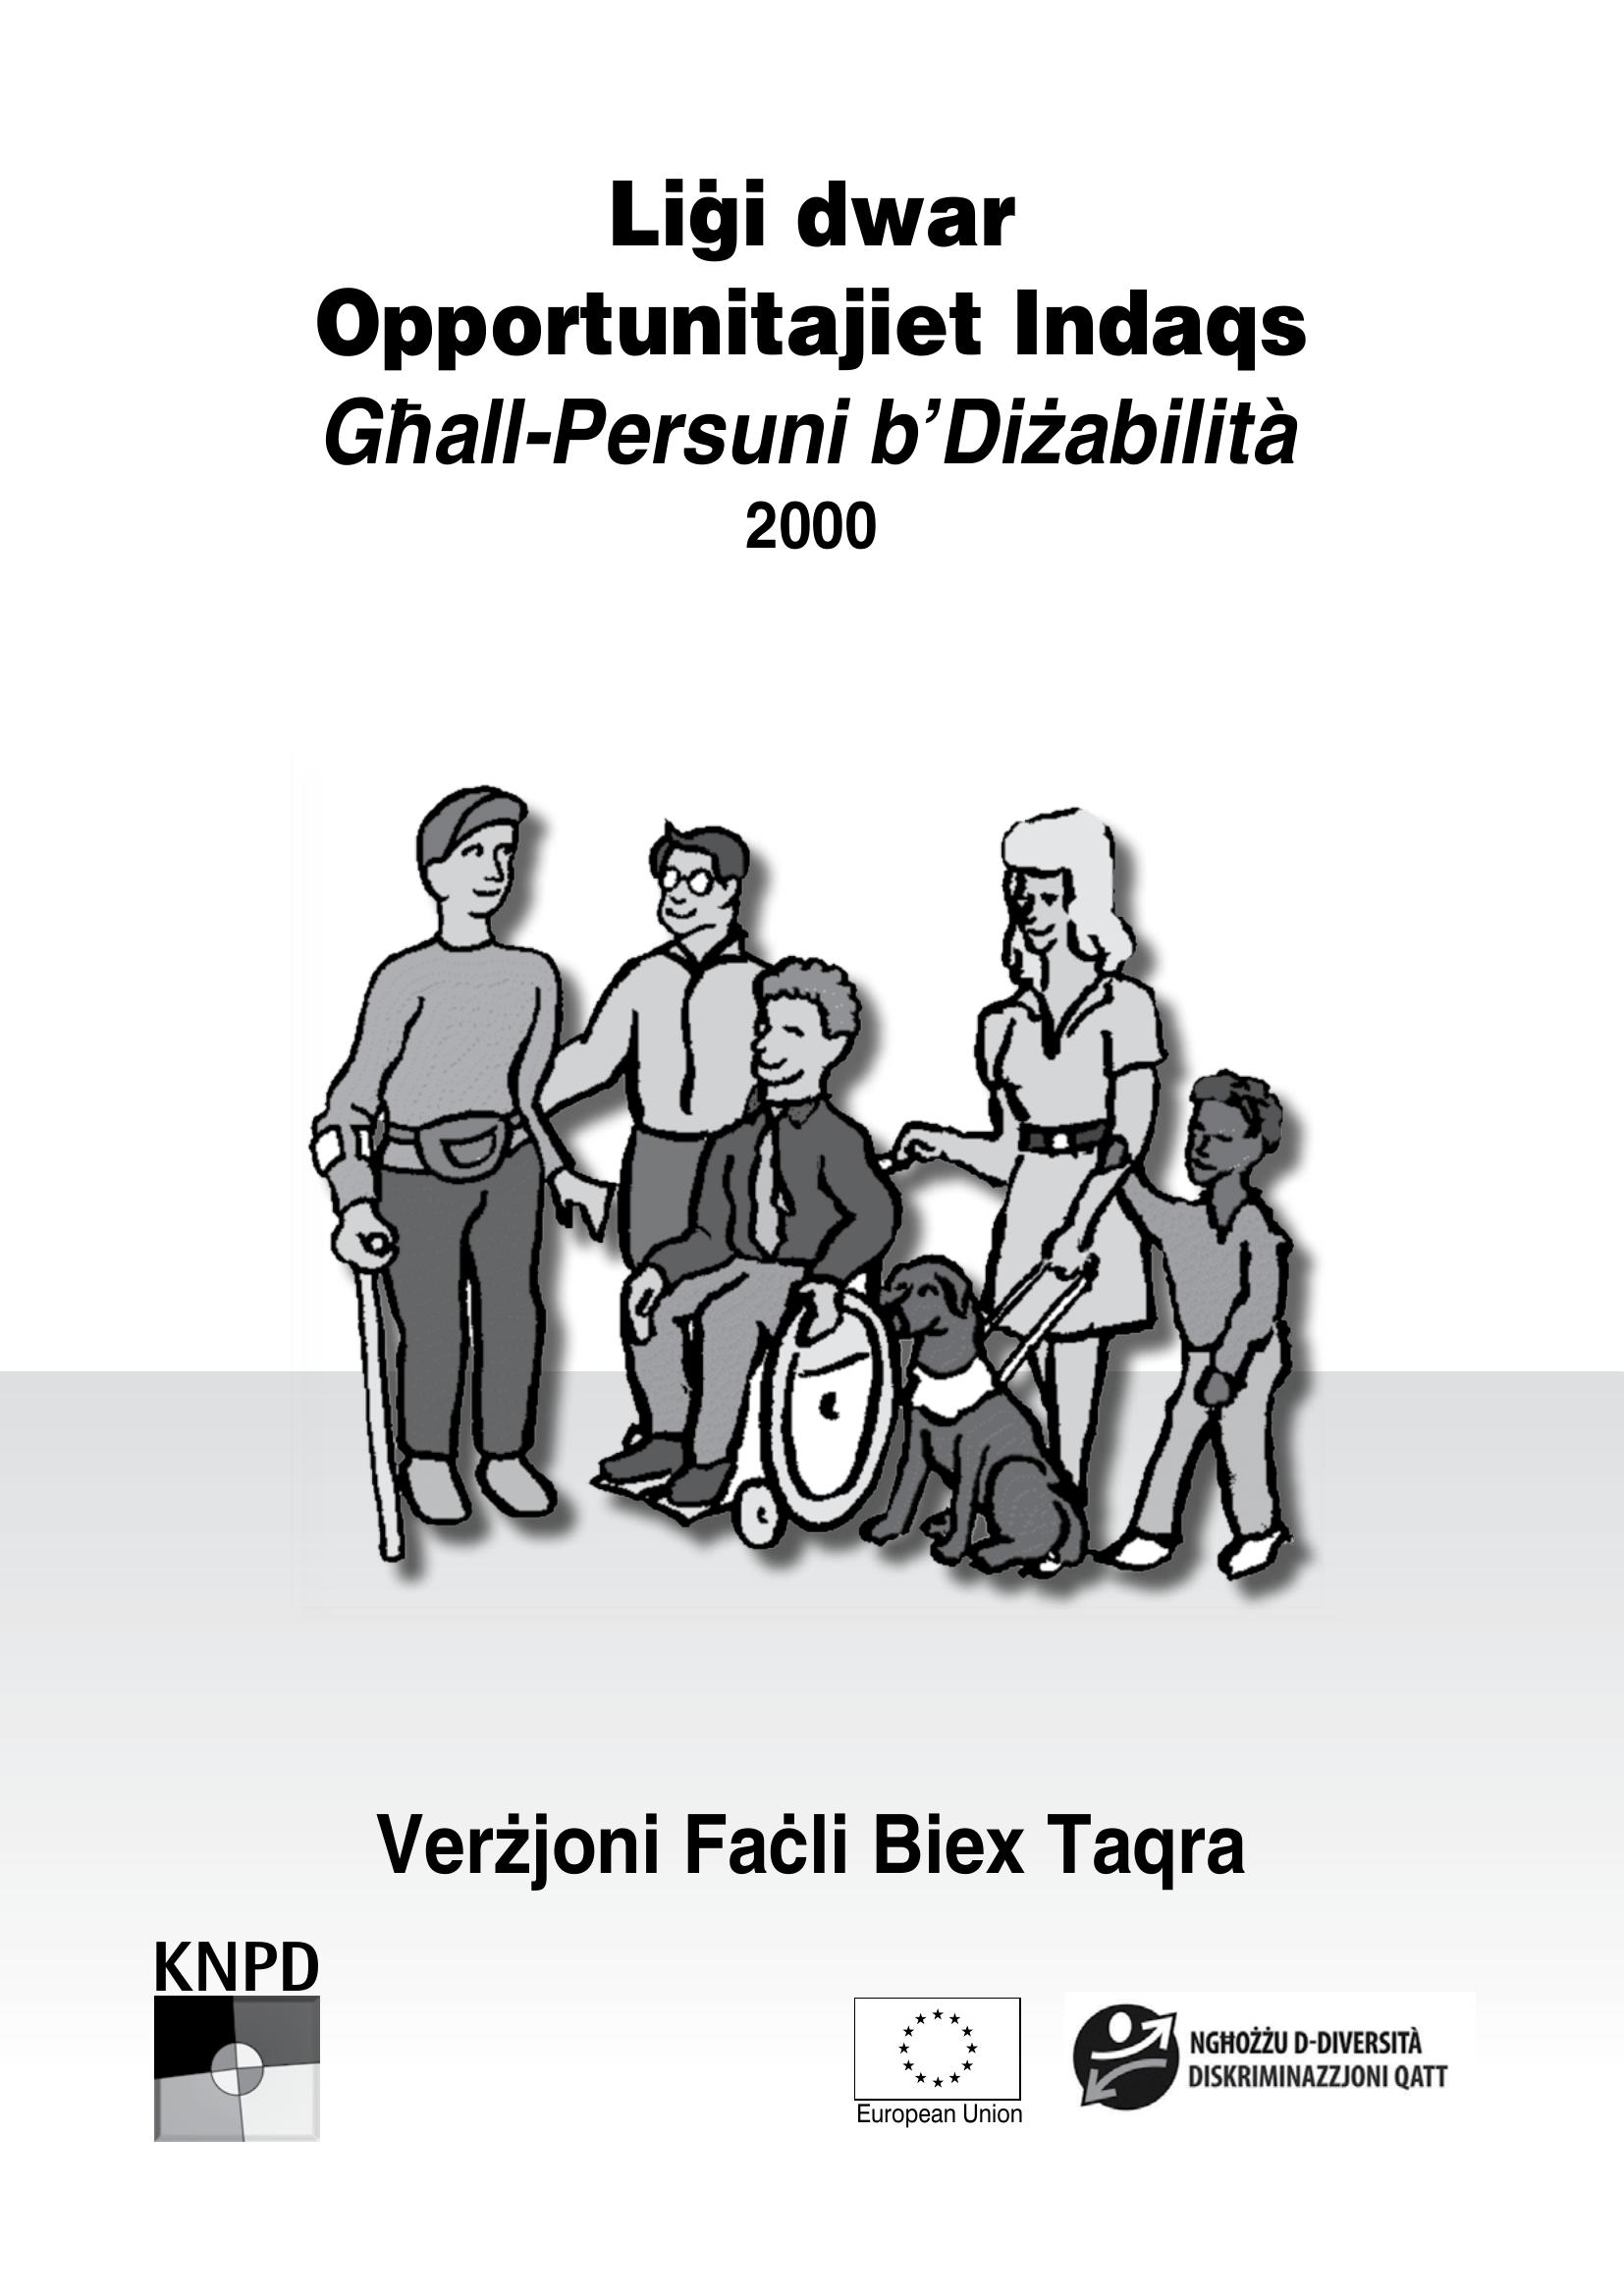 Liġi dwar
Opportunitajiet Indaqs
Għall-Persuni b’Diżabilità
2000
Verżjoni Faċli Biex Taqra
KNPD
European Union
NGĦOŻŻU D-DIVERSITÀ
DISKRIMINAZZJONI QATT